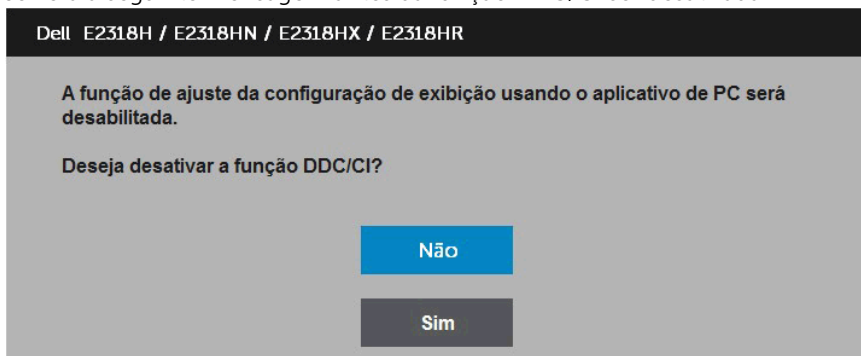 Dell E2318H / E2318HN / E2318HX / E2318HR
A função de ajuste da configuração de exibição usando o aplicativo de PC será
desabilitada.
Deseja desativar a função DDC/CI?
Não
Sim